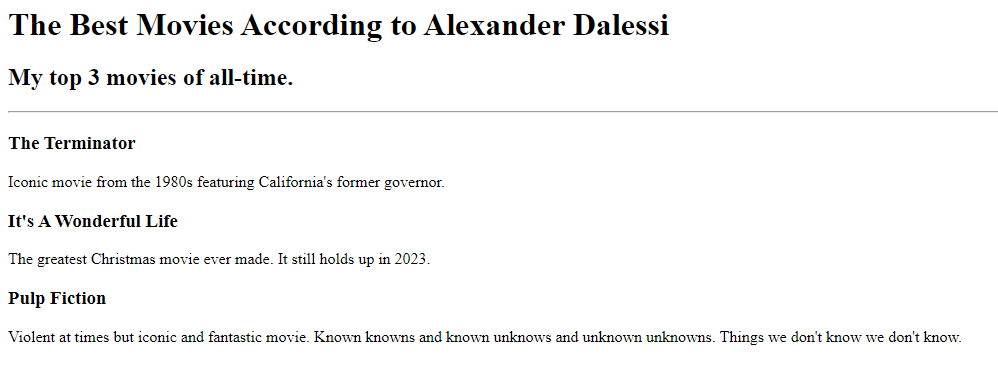 The Best Movies According to Alexander Dalessi
My top 3 movies of all-time.
The Terminator
Iconic movie from the 1980s featuring California's former governor.
It's A Wonderful Life
The greatest Christmas movie ever made. It still holds up in 2023.
Pulp Fiction
Violent at times but iconic and fantastic movie. Known knowns and known unknows and unknown unknowns. Things we don't know we don't know.